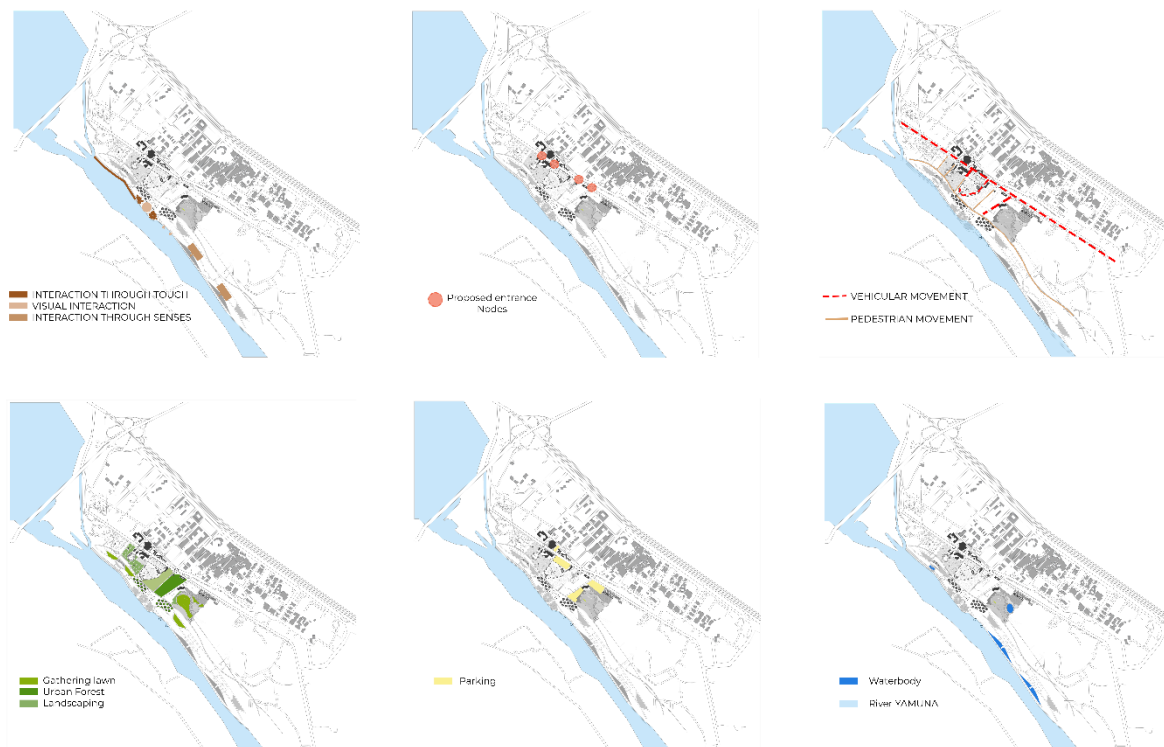 INTERACTION THROUGH TOUCH
VISUAL INTERACTION
INTERACTION THROUGH SENSES
Proposed entrance
Nodes
VEHICULAR MOVEMENT
PEDESTRIAN MOVEMENT
Gathering lawn
Urban Forest
Landscaping
Parking
Waterbody
River YAMUNA